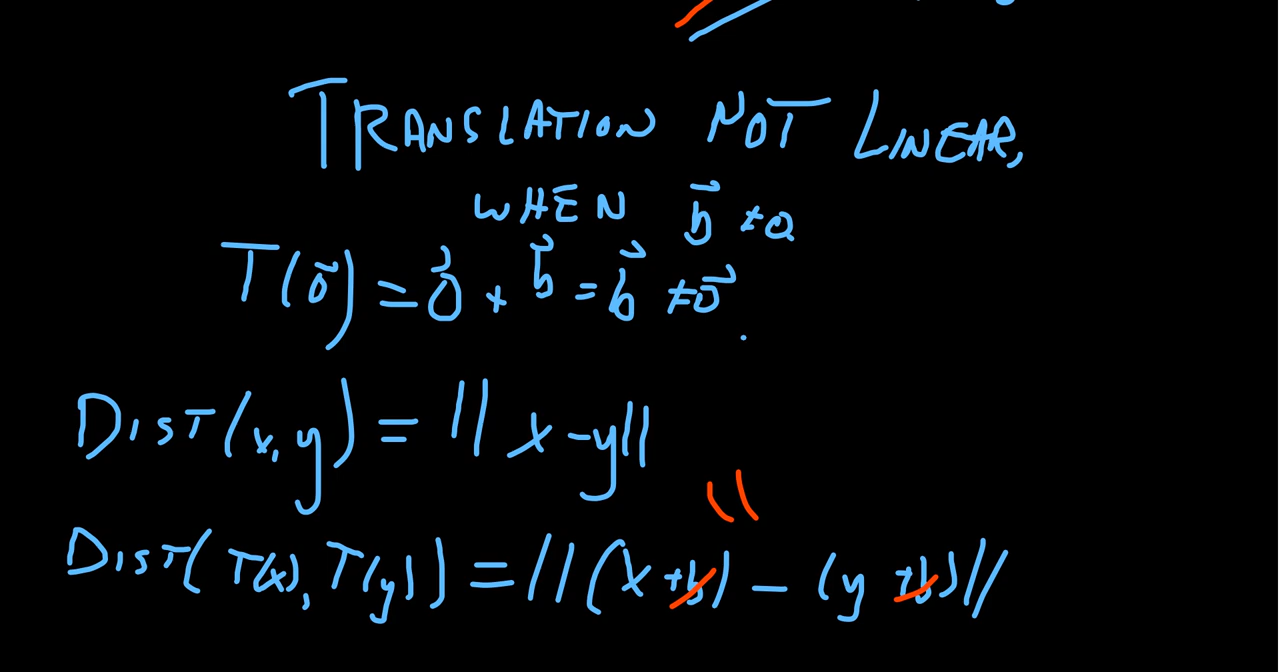 TRANSLATION NOT LINEAR,
WHEN b⃗ ≠ 0
T(0⃗) = 0⃗ + b⃗ = b⃗ ≠ 0⃗.
DIST(x, y) = ||x - y||
||
DIST(T(x), T(y)) = ||(x + b) - (y + b)||